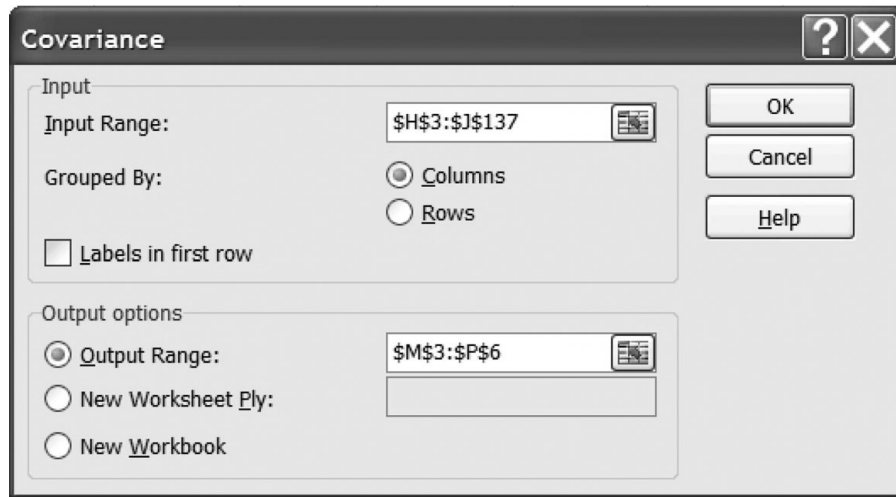 Covariance
Input
Input Range:
$H$3:$J$137
Grouped By:
Columns
Rows
Labels in first row
Output options
Output Range:
$M$3:$P$6
New Worksheet Ply:
New Workbook
OK
Cancel
Help